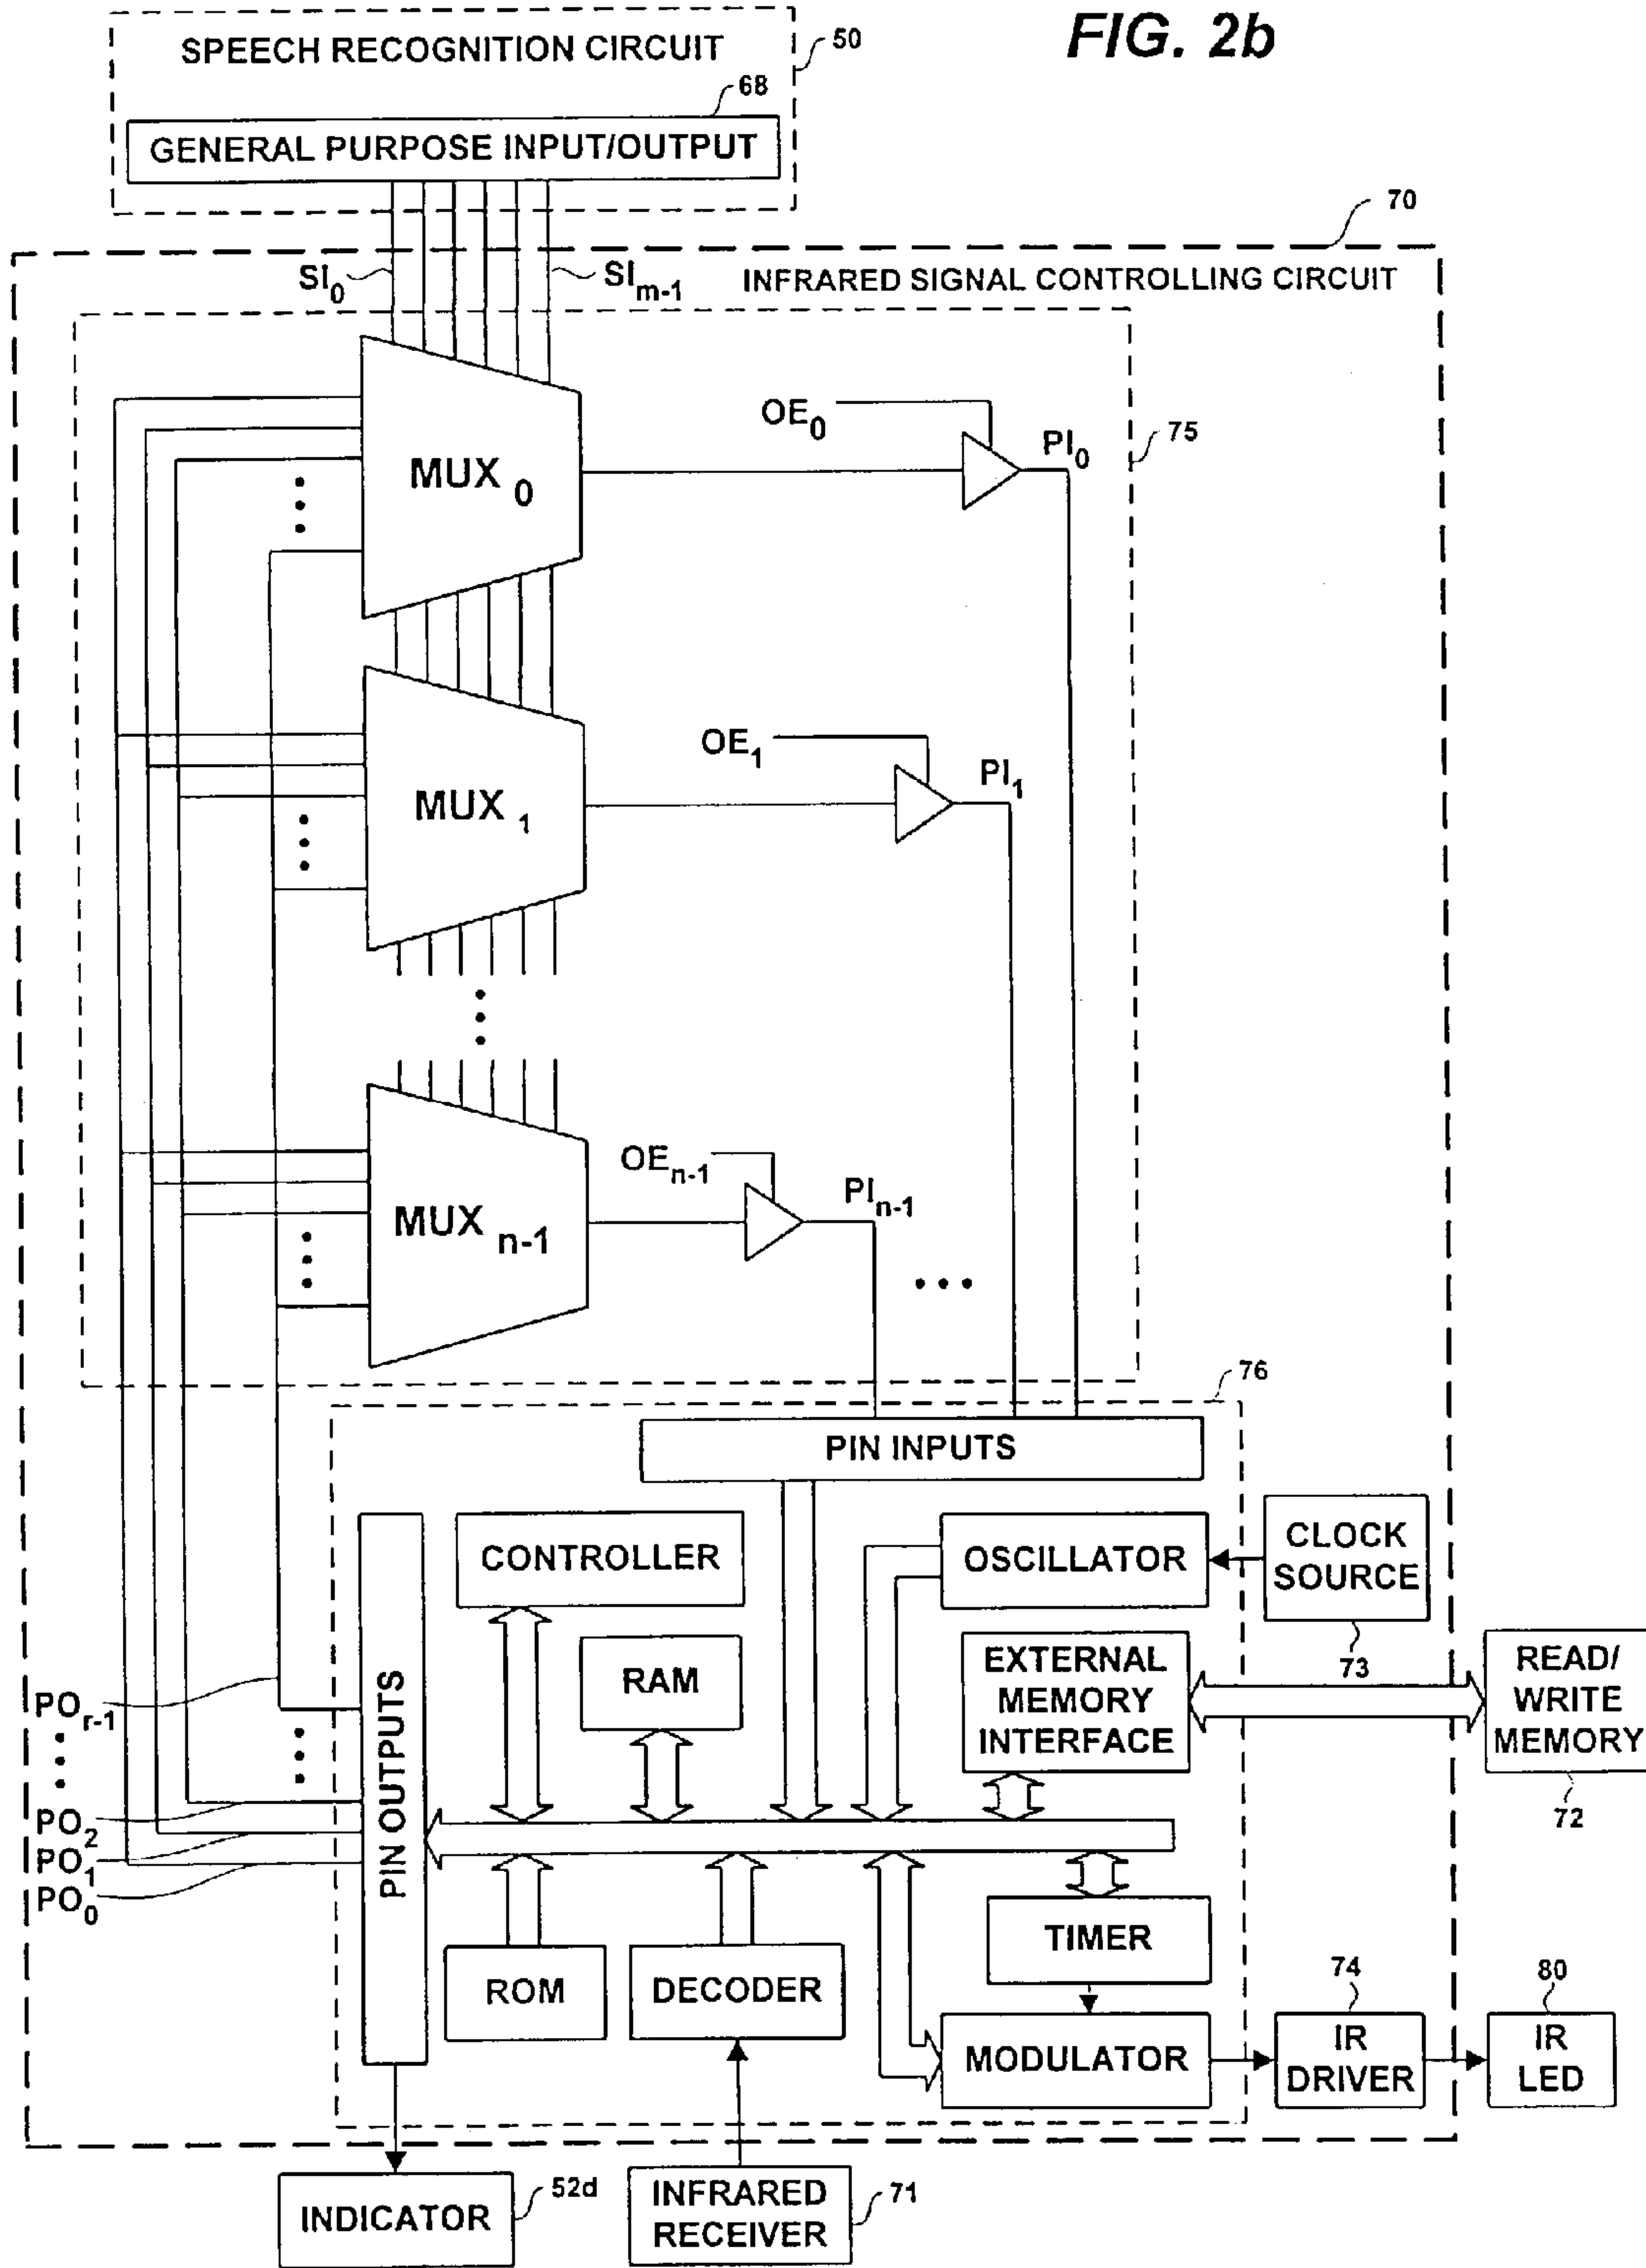 FIG. 2b
SPEECH RECOGNITION CIRCUIT
50
68
GENERAL PURPOSE INPUT/OUTPUT
70
SI0
SIm-1
INFRARED SIGNAL CONTROLLING CIRCUIT
OE0
PI0
75
MUX 0
OE1
PI1
MUX 1
OEn-1
PIn-1
MUX n-1
76
PIN INPUTS
CONTROLLER
OSCILLATOR
CLOCK
SOURCE
73
RAM
EXTERNAL
MEMORY
INTERFACE
READ/
WRITE
MEMORY
72
POr-1
PO2
PO1
PO0
PIN OUTPUTS
TIMER
ROM
DECODER
MODULATOR
74
IR
DRIVER
80
IR
LED
INDICATOR
52d
INFRARED
RECEIVER
71